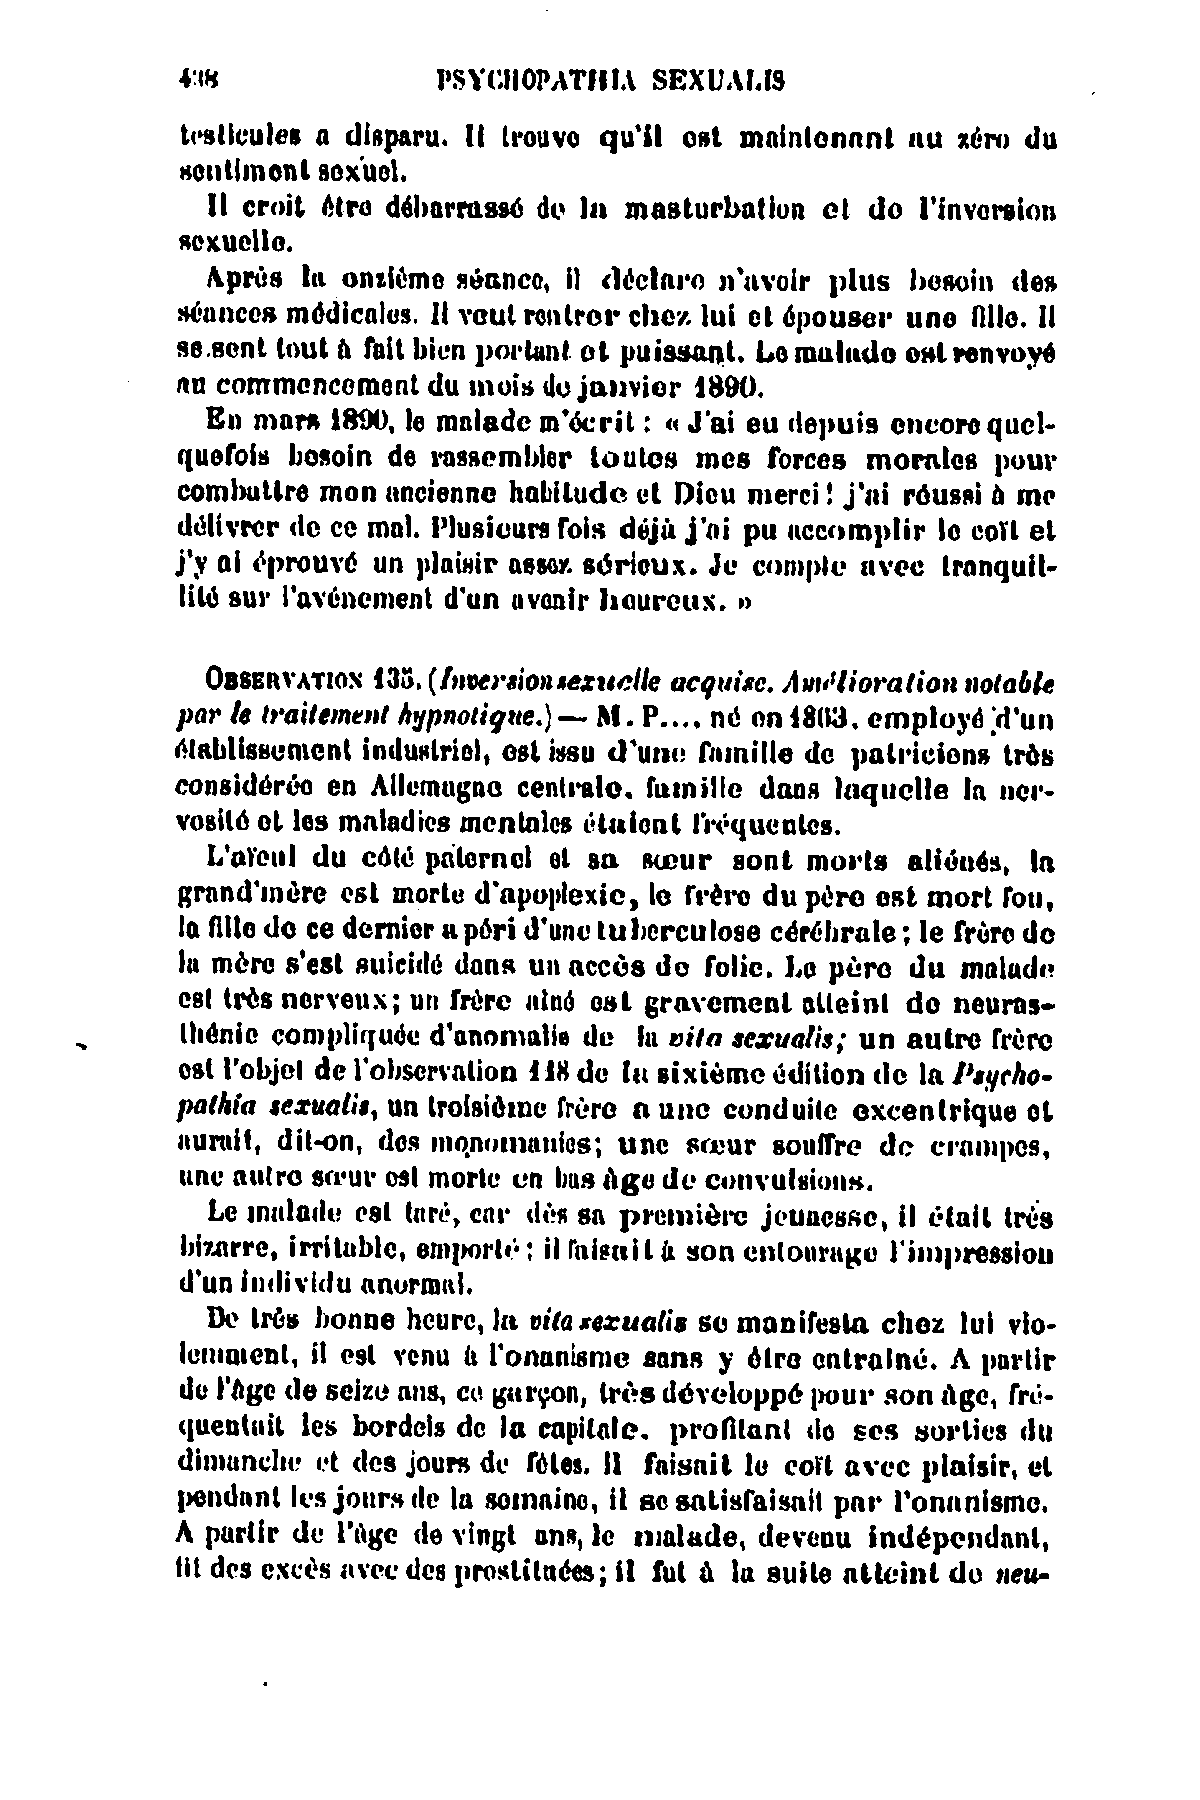 438 PSYCHOPATHIA SEXUALIS
testicules a disparu. Il trouve qu'il est maintenant au zéro du
sentiment sexuel.
Il croit être débarrassé de la masturbation et de l'inversion
sexuelle.
Après la onzième séance, il déclare n'avoir plus besoin des
séances médicales. Il veut rentrer chez lui et épouser une fille. Il
se sent tout à fait bien portant et puissant. Le malade est renvoyé
au commencement du mois de janvier 1890.
En mars 1890, le malade m'écrit : « J'ai eu depuis encore quel-
quefois besoin de rassembler toutes mes forces morales pour
combattre mon ancienne habitude et Dieu merci ! j'ai réussi à me
délivrer de ce mal. Plusieurs fois déjà j'ai pu accomplir le coït et
j'y ai éprouvé un plaisir assez sérieux. Je compte avec tranquil-
lité sur l'avénement d'un avenir heureux. »
OBSERVATION 135. (Inversion sexuelle acquise. Amélioration notable
par le traitement hypnotique.) — M. P..., né en 1863, employé d'un
établissement industriel, est issu d'une famille de patriciens très
considérée en Allemagne centrale, famille dans laquelle la ner-
vosité et les maladies mentales étaient fréquentes.
L'aïeul du côté paternel et sa sœur sont morts aliénés, la
grand'mère est morte d'apoplexie, le frère du père est mort fou,
la fille de ce dernier a péri d'une tuberculose cérébrale ; le frère de
la mère s'est suicidé dans un accès de folie. Le père du malade
est très nerveux ; un frère aîné est gravement atteint de neuras-
thénie compliquée d'anomalie de la vita sexualis ; un autre frère
est l'objet de l'observation 118 de la sixième édition de la Psycho-
pathia sexualis, un troisième frère a une conduite excentrique et
aurait, dit-on, des monomanies ; une sœur souffre de crampes,
une autre sœur est morte en bas âge de convulsions.
Le malade est taré, car dès sa première jeunesse, il était très
bizarre, irritable, emporté ; il faisait à son entourage l'impression
d'un individu anormal.
De très bonne heure, la vita sexualis se manifesta chez lui vio-
lemment, il est venu à l'onanisme sans y être entraîné. A partir
de l'âge de seize ans, ce garçon, très développé pour son âge, fré-
quentait les bordels de la capitale, profitant de ses sorties du
dimanche et des jours de fêtes. Il faisait le coït avec plaisir, et
pendant les jours de la semaine, il se satisfaisait par l'onanisme.
A partir de l'âge de vingt ans, le malade, devenu indépendant,
fit des excès avec des prostituées ; il fut à la suite atteint de neu-